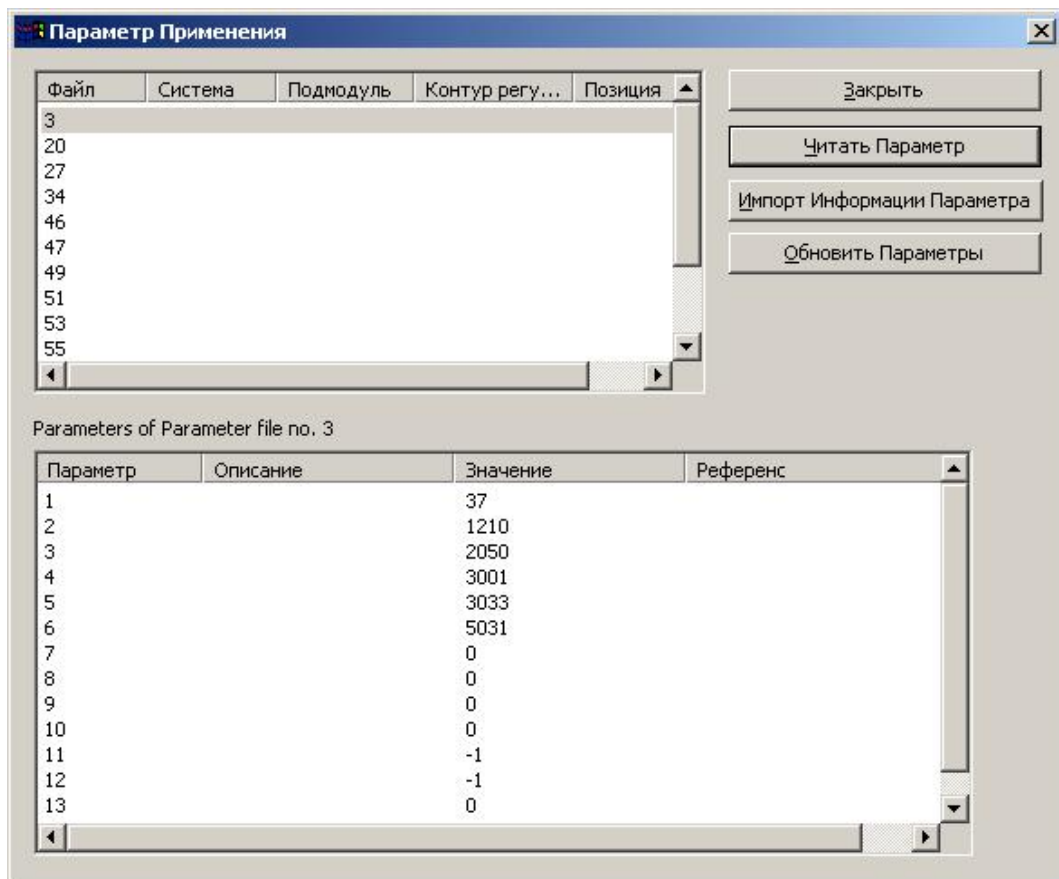 Параметр Применения
Файл Система Подмодуль Контур регу... Позиция
3
20
27
34
46
47
49
51
53
55
Закрыть
Читать Параметр
Импорт Информации Параметра
Обновить Параметры
Parameters of Parameter file no. 3
Параметр Описание Значение Референс
1 37
2 1210
3 2050
4 3001
5 3033
6 5031
7 0
8 0
9 0
10 0
11 -1
12 -1
13 0